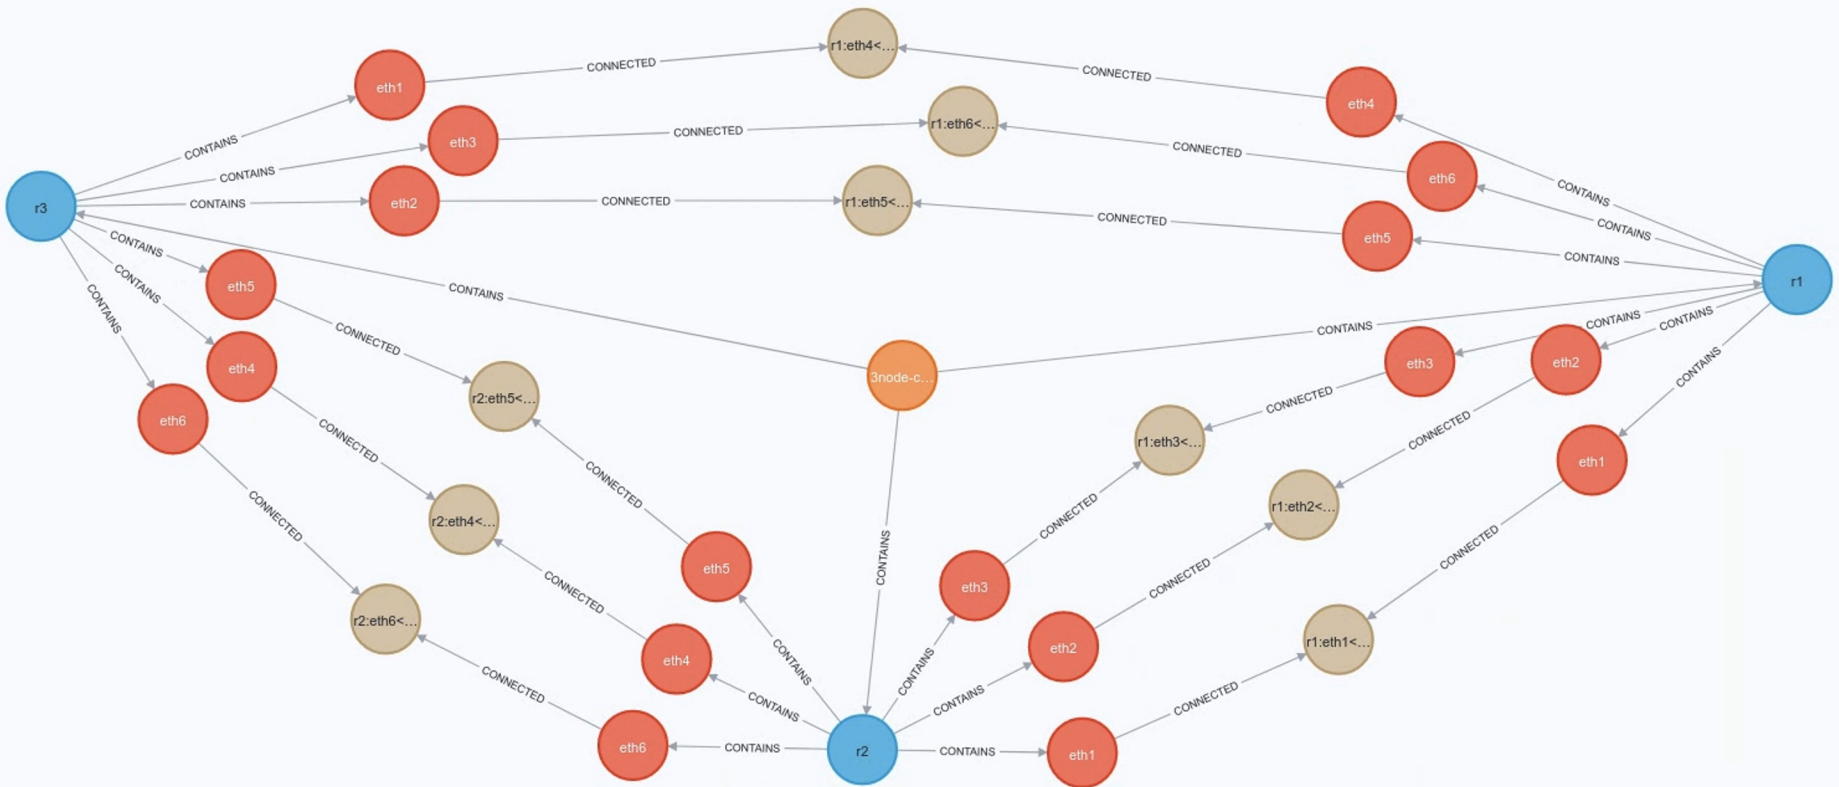 r1:eth4<...
CONNECTED
CONNECTED
eth1
eth4
r1:eth6<...
CONNECTED
eth3
CONTAINS
CONNECTED
CONTAINS
eth6
CONTAINS
r3
CONTAINS
eth2
CONNECTED
r1:eth5<...
CONNECTED
eth5
CONTAINS
CONTAINS
CONTAINS
r1
CONTAINS
eth5
CONTAINS
CONTAINS
CONTAINS
CONTAINS
CONTAINS
CONTAINS
CONNECTED
eth4
3node-c...
eth3
eth2
CONTAINS
r2:eth5<...
CONNECTED
eth6
CONNECTED
r1:eth3<...
CONNECTED
eth1
CONNECTED
r2:eth4<...
CONNECTED
r1:eth2<...
CONNECTED
CONNECTED
CONTAINS
eth5
eth3
CONNECTED
CONNECTED
r2:eth6<...
eth4
eth2
r1:eth1<...
CONTAINS
CONTAINS
CONNECTED
CONTAINS
CONTAINS
CONNECTED
eth6
CONTAINS
r2
CONTAINS
eth1